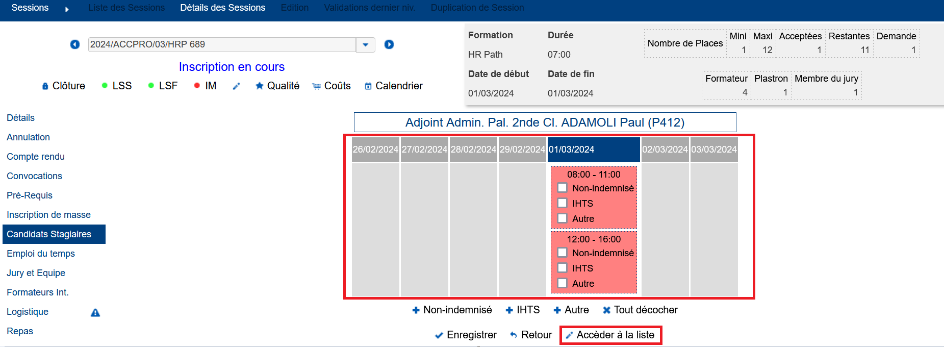 Sessions Liste des Sessions Détails des Sessions Edition Validations dernier niv. Duplication de Session
2024/ACCPRO/03/HRP 689
Inscription en cours
Clôture LSS LSF IM Qualité Coûts Calendrier
Formation Durée
HR Path 07:00
Date de début Date de fin
01/03/2024 01/03/2024
Mini Maxi Acceptées Restantes Demande
Nombre de Places 1 12 1 11 1
Formateur Plastron Membre du jury
4 1 1
Détails
Annulation
Compte rendu
Convocations
Pré-Requis
Inscription de masse
Candidats Stagiaires
Emploi du temps
Jury et Equipe
Formateurs Int.
Logistique
Repas
Adjoint Admin. Pal. 2nde Cl. ADAMOLI Paul (P412)
26/02/2024 27/02/2024 28/02/2024 29/02/2024 01/03/2024 02/03/2024 03/03/2024
08:00 - 11:00
Non-indemnisé
IHTS
Autre
12:00 - 16:00
Non-indemnisé
IHTS
Autre
Non-indemnisé IHTS Autre Tout décocher
Enregistrer Retour Accèder à la liste